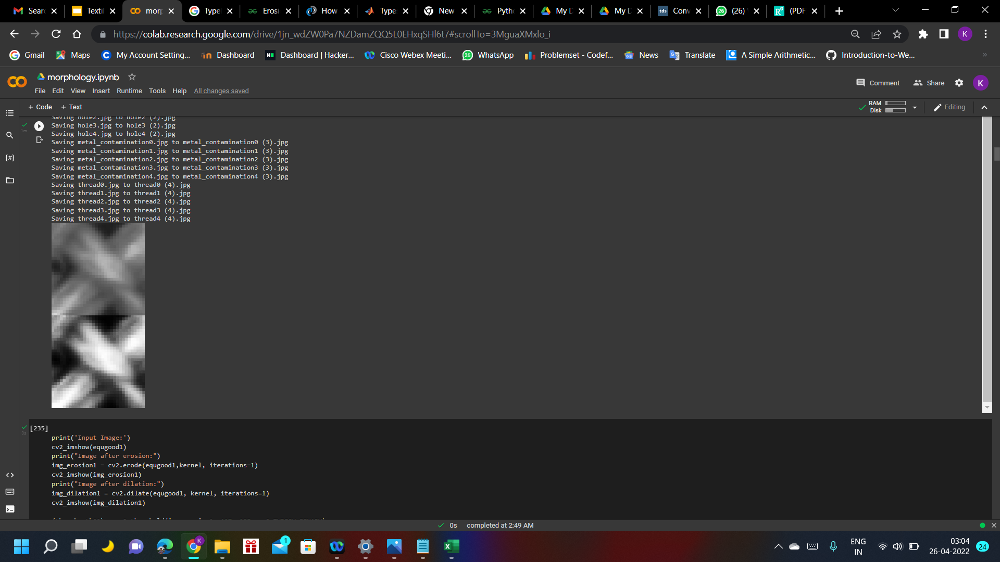 Sear
Textil
morp
Type
Erosi
How
Type:
New
Pyth
My D
My D
Conv
(26)
(PDF
https://colab.research.google.com/drive/1jn_wdZW0Pa7NZDamZQQ5L0EHxqSHl6t7#scrollTo=3MguaXMxlo_i
K
Gmail
Maps
My Account Setting...
Dashboard
Dashboard | Hacker...
Cisco Webex Meeti...
WhatsApp
Problemset - Codef...
News
Translate
A Simple Arithmetic...
Introduction-to-We...
morphology.ipynb
Comment
Share
K
File Edit View Insert Runtime Tools Help All changes saved
+ Code + Text
RAM
Disk
Editing
Saving hole2.jpg to hole2 (2).jpg
Saving hole3.jpg to hole3 (2).jpg
Saving hole4.jpg to hole4 (2).jpg
Saving metal_contamination0.jpg to metal_contamination0 (3).jpg
Saving metal_contamination1.jpg to metal_contamination1 (3).jpg
Saving metal_contamination2.jpg to metal_contamination2 (3).jpg
Saving metal_contamination3.jpg to metal_contamination3 (3).jpg
Saving metal_contamination4.jpg to metal_contamination4 (3).jpg
Saving thread0.jpg to thread0 (4).jpg
Saving thread1.jpg to thread1 (4).jpg
Saving thread2.jpg to thread2 (4).jpg
Saving thread3.jpg to thread3 (4).jpg
Saving thread4.jpg to thread4 (4).jpg
[235]
print('Input Image:')
cv2_imshow(equgood1)
print("Image after erosion:")
img_erosion1 = cv2.erode(equgood1,kernel, iterations=1)
cv2_imshow(img_erosion1)
print("Image after dilation:")
img_dilation1 = cv2.dilate(equgood1, kernel, iterations=1)
cv2_imshow(img_dilation1)
0s completed at 2:49 AM
ENG
IN
03:04
26-04-2022
24